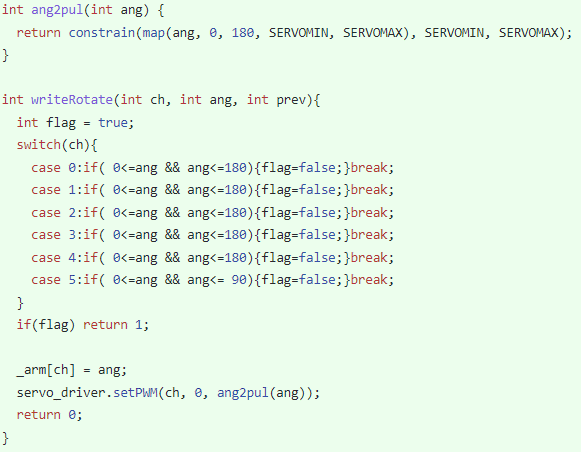 int ang2pul(int ang) {
  return constrain(map(ang, 0, 180, SERVOMIN, SERVOMAX), SERVOMIN, SERVOMAX);
}

int writeRotate(int ch, int ang, int prev){
  int flag = true;
  switch(ch){
    case 0:if( 0<=ang && ang<=180){flag=false;}break;
    case 1:if( 0<=ang && ang<=180){flag=false;}break;
    case 2:if( 0<=ang && ang<=180){flag=false;}break;
    case 3:if( 0<=ang && ang<=180){flag=false;}break;
    case 4:if( 0<=ang && ang<=180){flag=false;}break;
    case 5:if( 0<=ang && ang<= 90){flag=false;}break;
  }
  if(flag) return 1;

  _arm[ch] = ang;
  servo_driver.setPWM(ch, 0, ang2pul(ang));
  return 0;
}